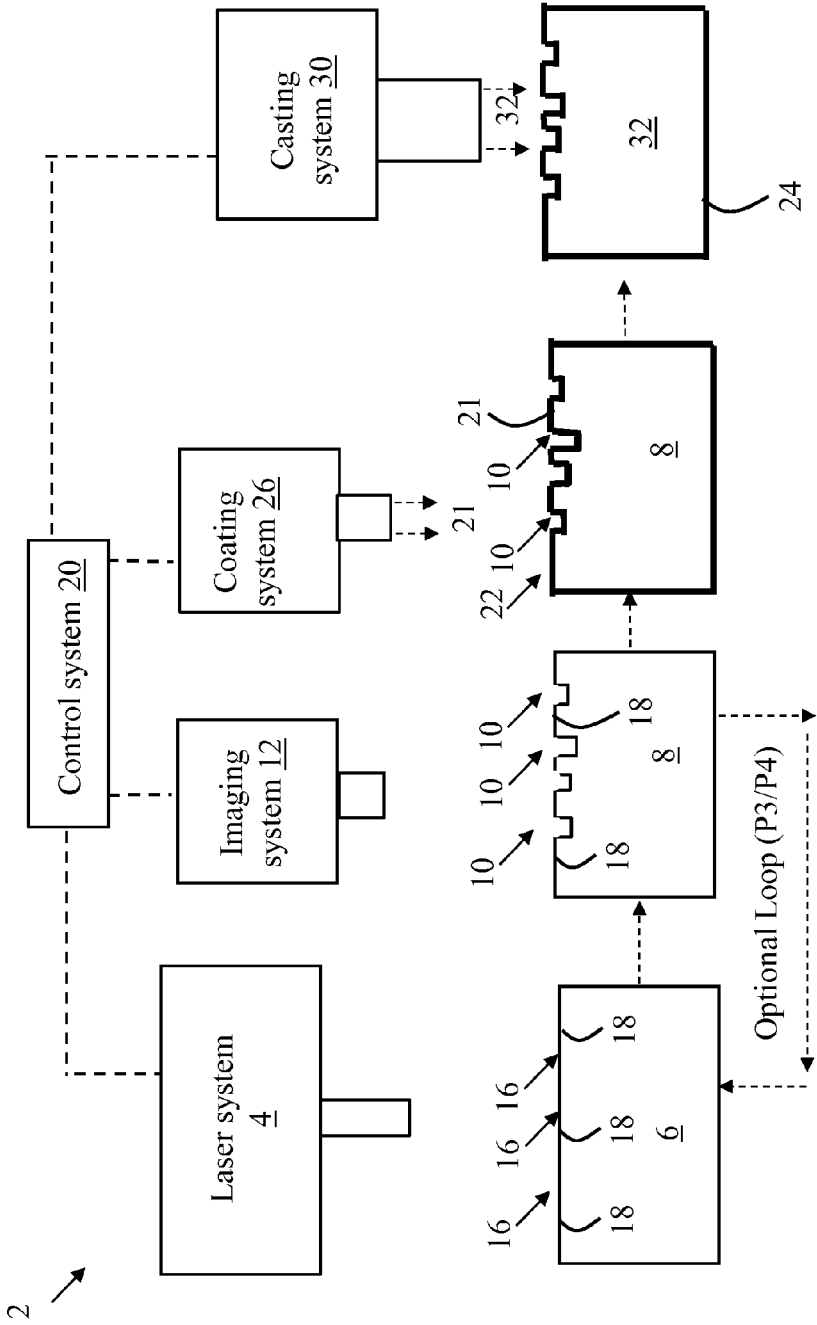 2
Control system 20
Laser system
4
Imaging
system 12
Coating
system 26
Casting
system 30
21
32
16
16
16
18
18
18
6
10
10
10
18
18
8
22
10
10
21
8
32
24
Optional Loop (P3/P4)